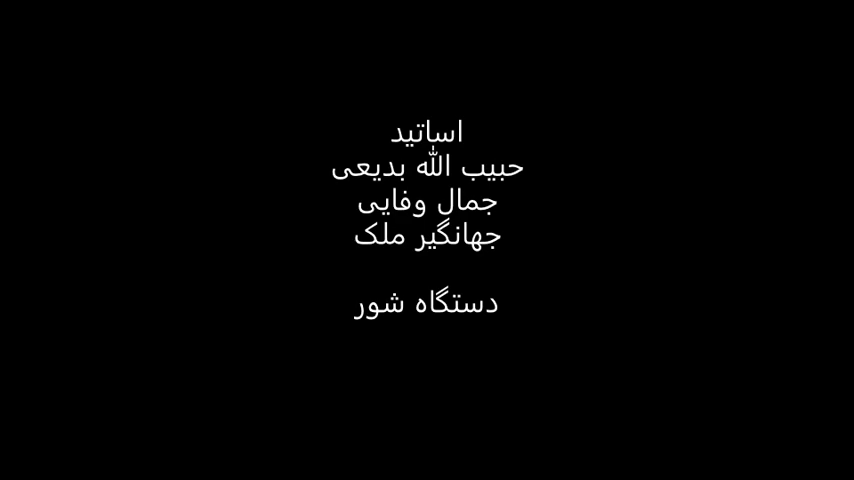 اساتید
حبیب الله بدیعی
جمال وفایی
جهانگیر ملک
دستگاه شور